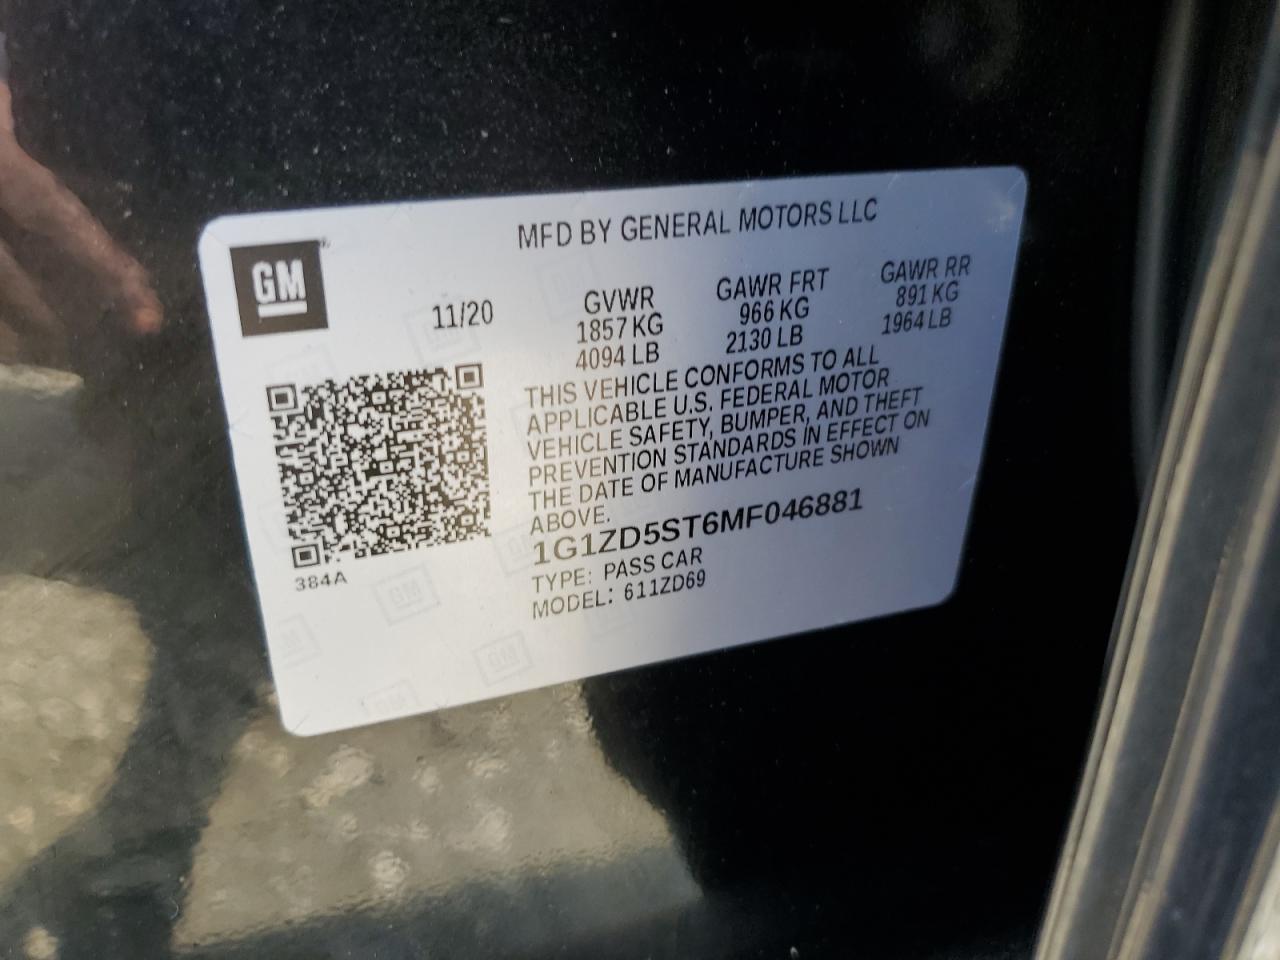 MFD BY GENERAL MOTORS LLC
GM
11/20
GVWR
1857 KG
4094 LB
GAWR FRT
966 KG
2130 LB
GAWR RR
891 KG
1964 LB
THIS VEHICLE CONFORMS TO ALL
APPLICABLE U.S. FEDERAL MOTOR
VEHICLE SAFETY, BUMPER, AND THEFT
PREVENTION STANDARDS IN EFFECT ON
THE DATE OF MANUFACTURE SHOWN
ABOVE.
1G1ZD5ST6MF046881
TYPE: PASS CAR
MODEL: 611ZD69
384A